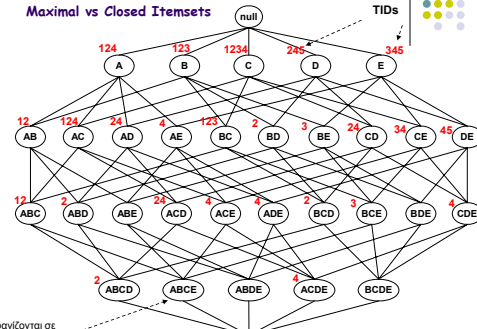 Maximal vs Closed Itemsets
null
TIDs
124 123 1234 245 345
A B C D E
12 124 24 4 123 2 3 24 34 45
AB AC AD AE BC BD BE CD CE DE
12 2 24 4 4 2 3 4
ABC ABD ABE ACD ACE ADE BCD BCE BDE CDE
2 4
ABCD ABCE ABDE ACDE BCDE
σε